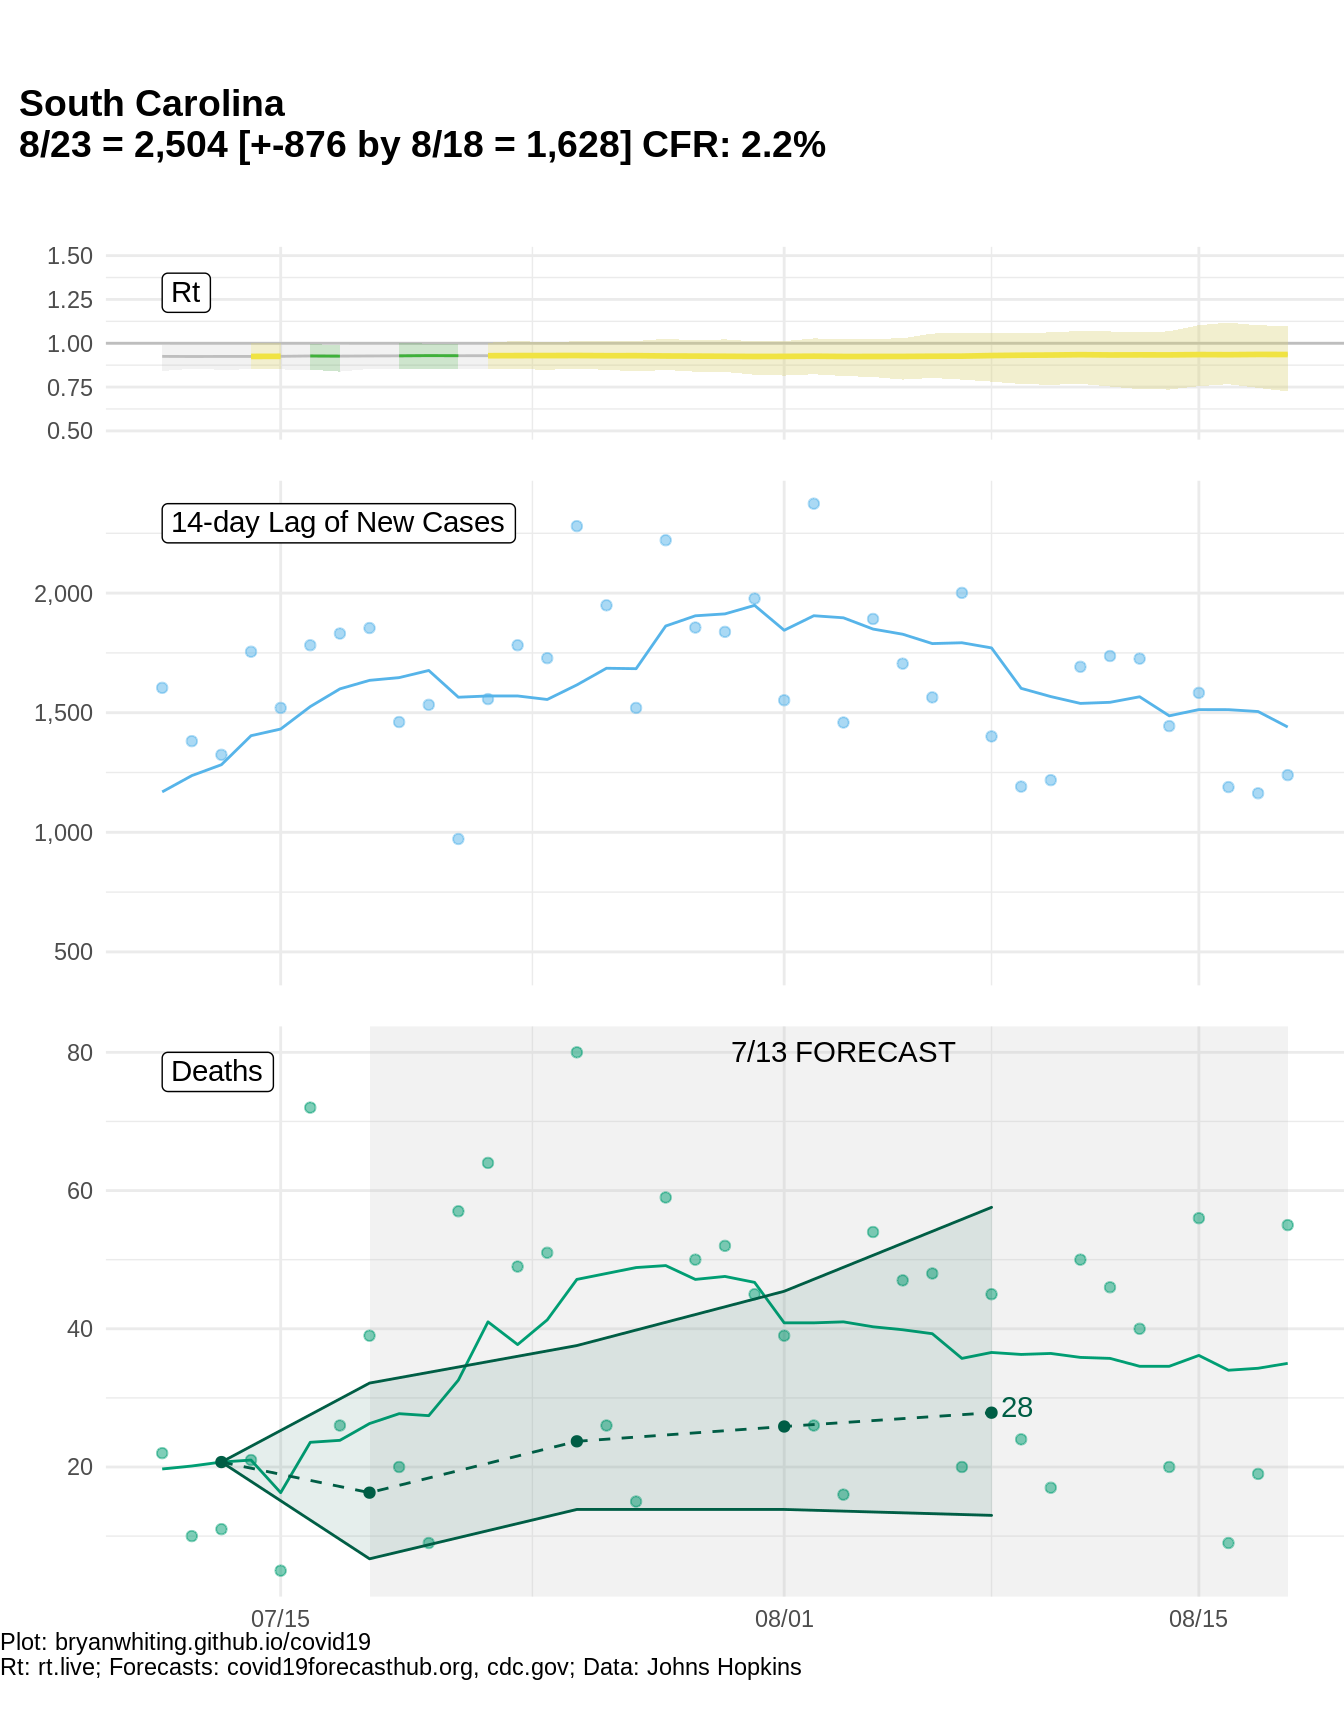 South Carolina
8/23 = 2,504 [+-876 by 8/18 = 1,628] CFR: 2.2%
1.50
Rt
1.25
1.00
0.75
0.50
14-day Lag of New Cases
2,000
1,500
1,000
500
80
7/13 FORECAST
Deaths
60
40
28
20
07/15
08/01
08/15
Plot: bryanwhiting.github.io/covid19
Rt: rt.live; Forecasts: covid19forecasthub.org, cdc.gov; Data: Johns Hopkins